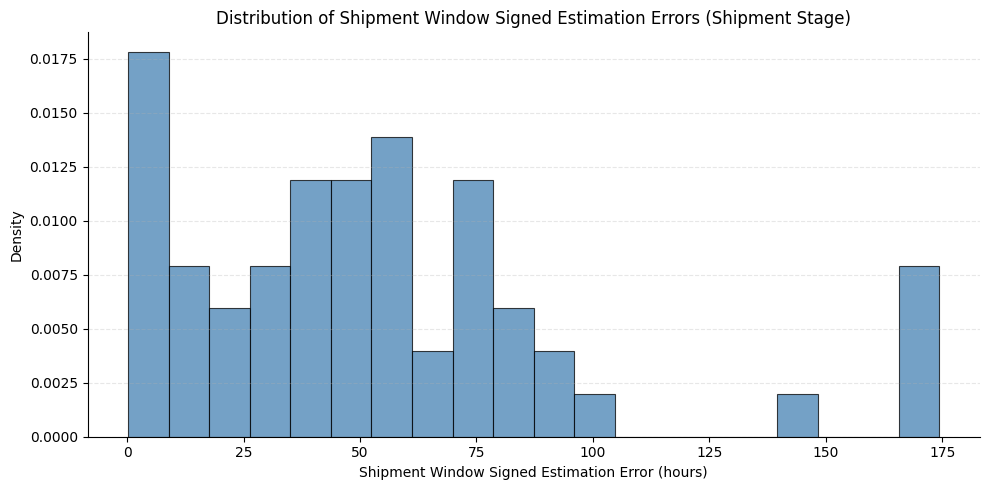 Distribution of Shipment Window Signed Estimation Errors (Shipment Stage)
0.0175
0.0150
0.0125
0.0100
0.0075
0.0050
0.0025
0.0000
Density
0 25 50 75 100 125 150 175
Shipment Window Signed Estimation Error (hours)